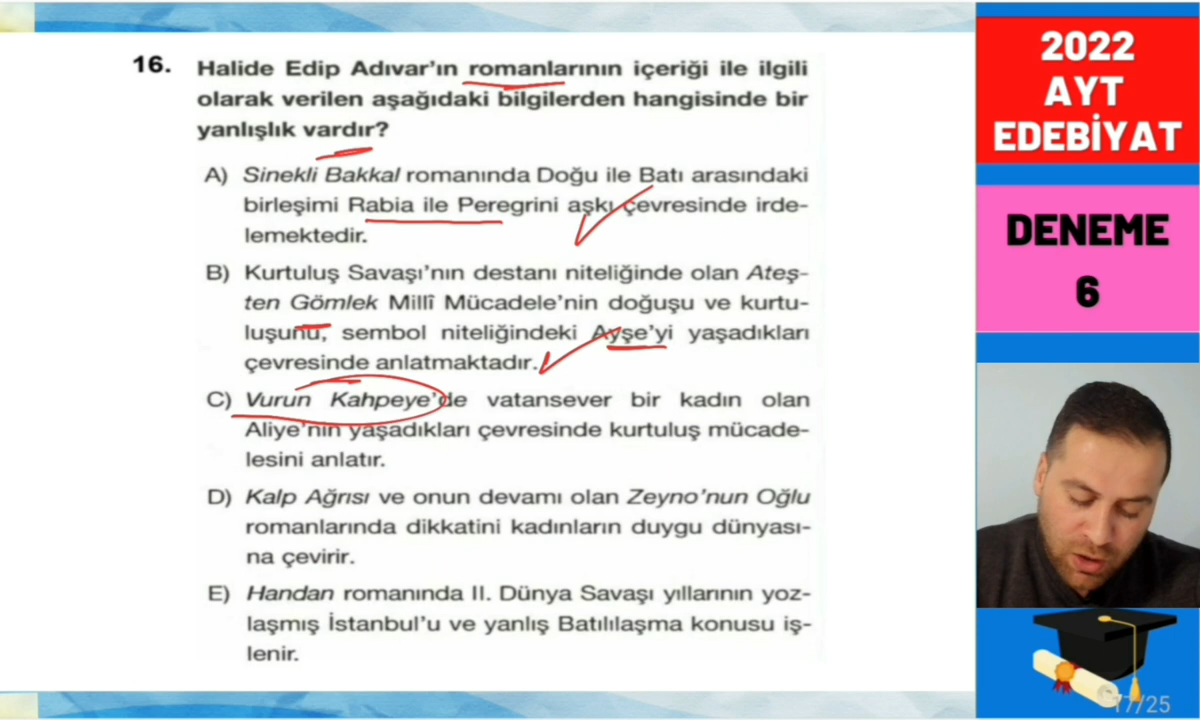 16. Halide Edip Adıvar'ın romanlarının içeriği ile ilgili
olarak verilen aşağıdaki bilgilerden hangisinde bir
yanlışlık vardır?
A) Sinekli Bakkal romanında Doğu ile Batı arasındaki
birleşimi Rabia ile Peregrini aşkı çevresinde irde-
lemektedir.
B) Kurtuluş Savaşı'nın destanı niteliğinde olan Ateş-
ten Gömlek Millî Mücadele'nin doğuşu ve kurtu-
luşunu, sembol niteliğindeki Ayşe'yi yaşadıkları
çevresinde anlatmaktadır.
C) Vurun Kahpeye'de vatansever bir kadın olan
Aliye'nin yaşadıkları çevresinde kurtuluş mücade-
lesini anlatır.
D) Kalp Ağrısı ve onun devamı olan Zeyno'nun Oğlu
romanlarında dikkatini kadınların duygu dünyası-
na çevirir.
E) Handan romanında II. Dünya Savaşı yıllarının yoz-
laşmış İstanbul'u ve yanlış Batılılaşma konusu iş-
lenir.
2022
AYT
EDEBİYAT
DENEME
6
17/25